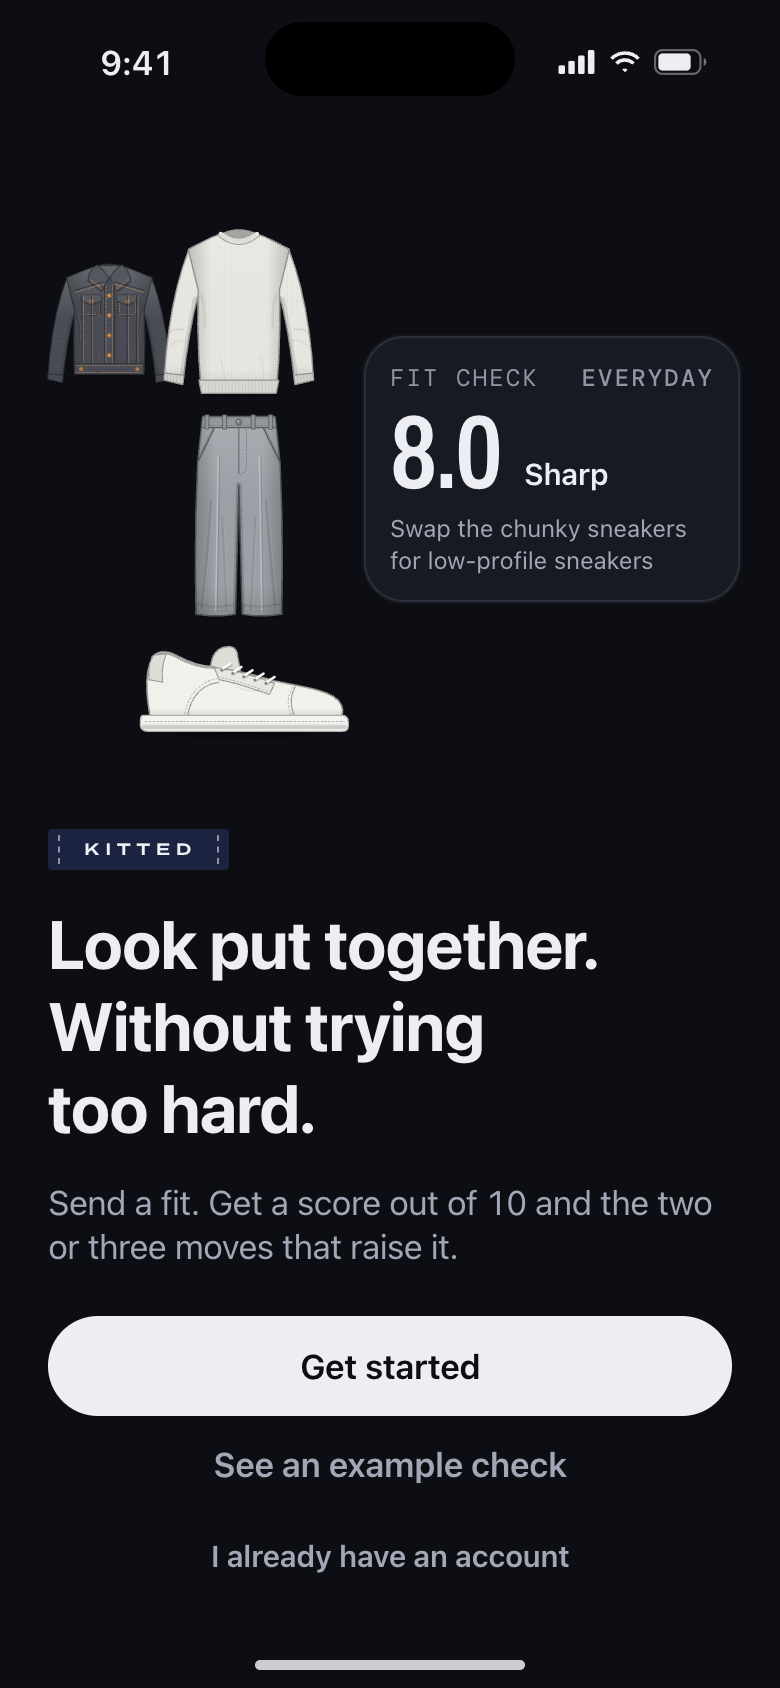 9:41
FIT CHECK EVERYDAY
8.0 Sharp
Swap the chunky sneakers
for low-profile sneakers
KITTED
Look put together.
Without trying
too hard.
Send a fit. Get a score out of 10 and the two
or three moves that raise it.
Get started
See an example check
I already have an account